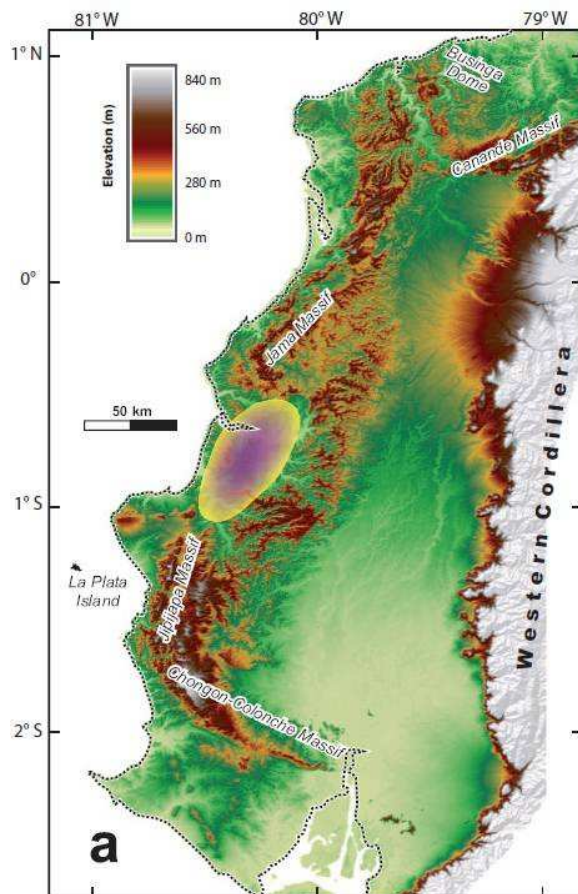 81° W
80° W
79° W
1° N
Businga
Dome
840 m
560 m
280 m
0 m
Elevation (m)
Canande Massif
0°
Jama Massif
50 km
1° S
La Plata
Island
Jipijapa Massif
Western Cordillera
Chongon-Colonche Massif
2° S
a